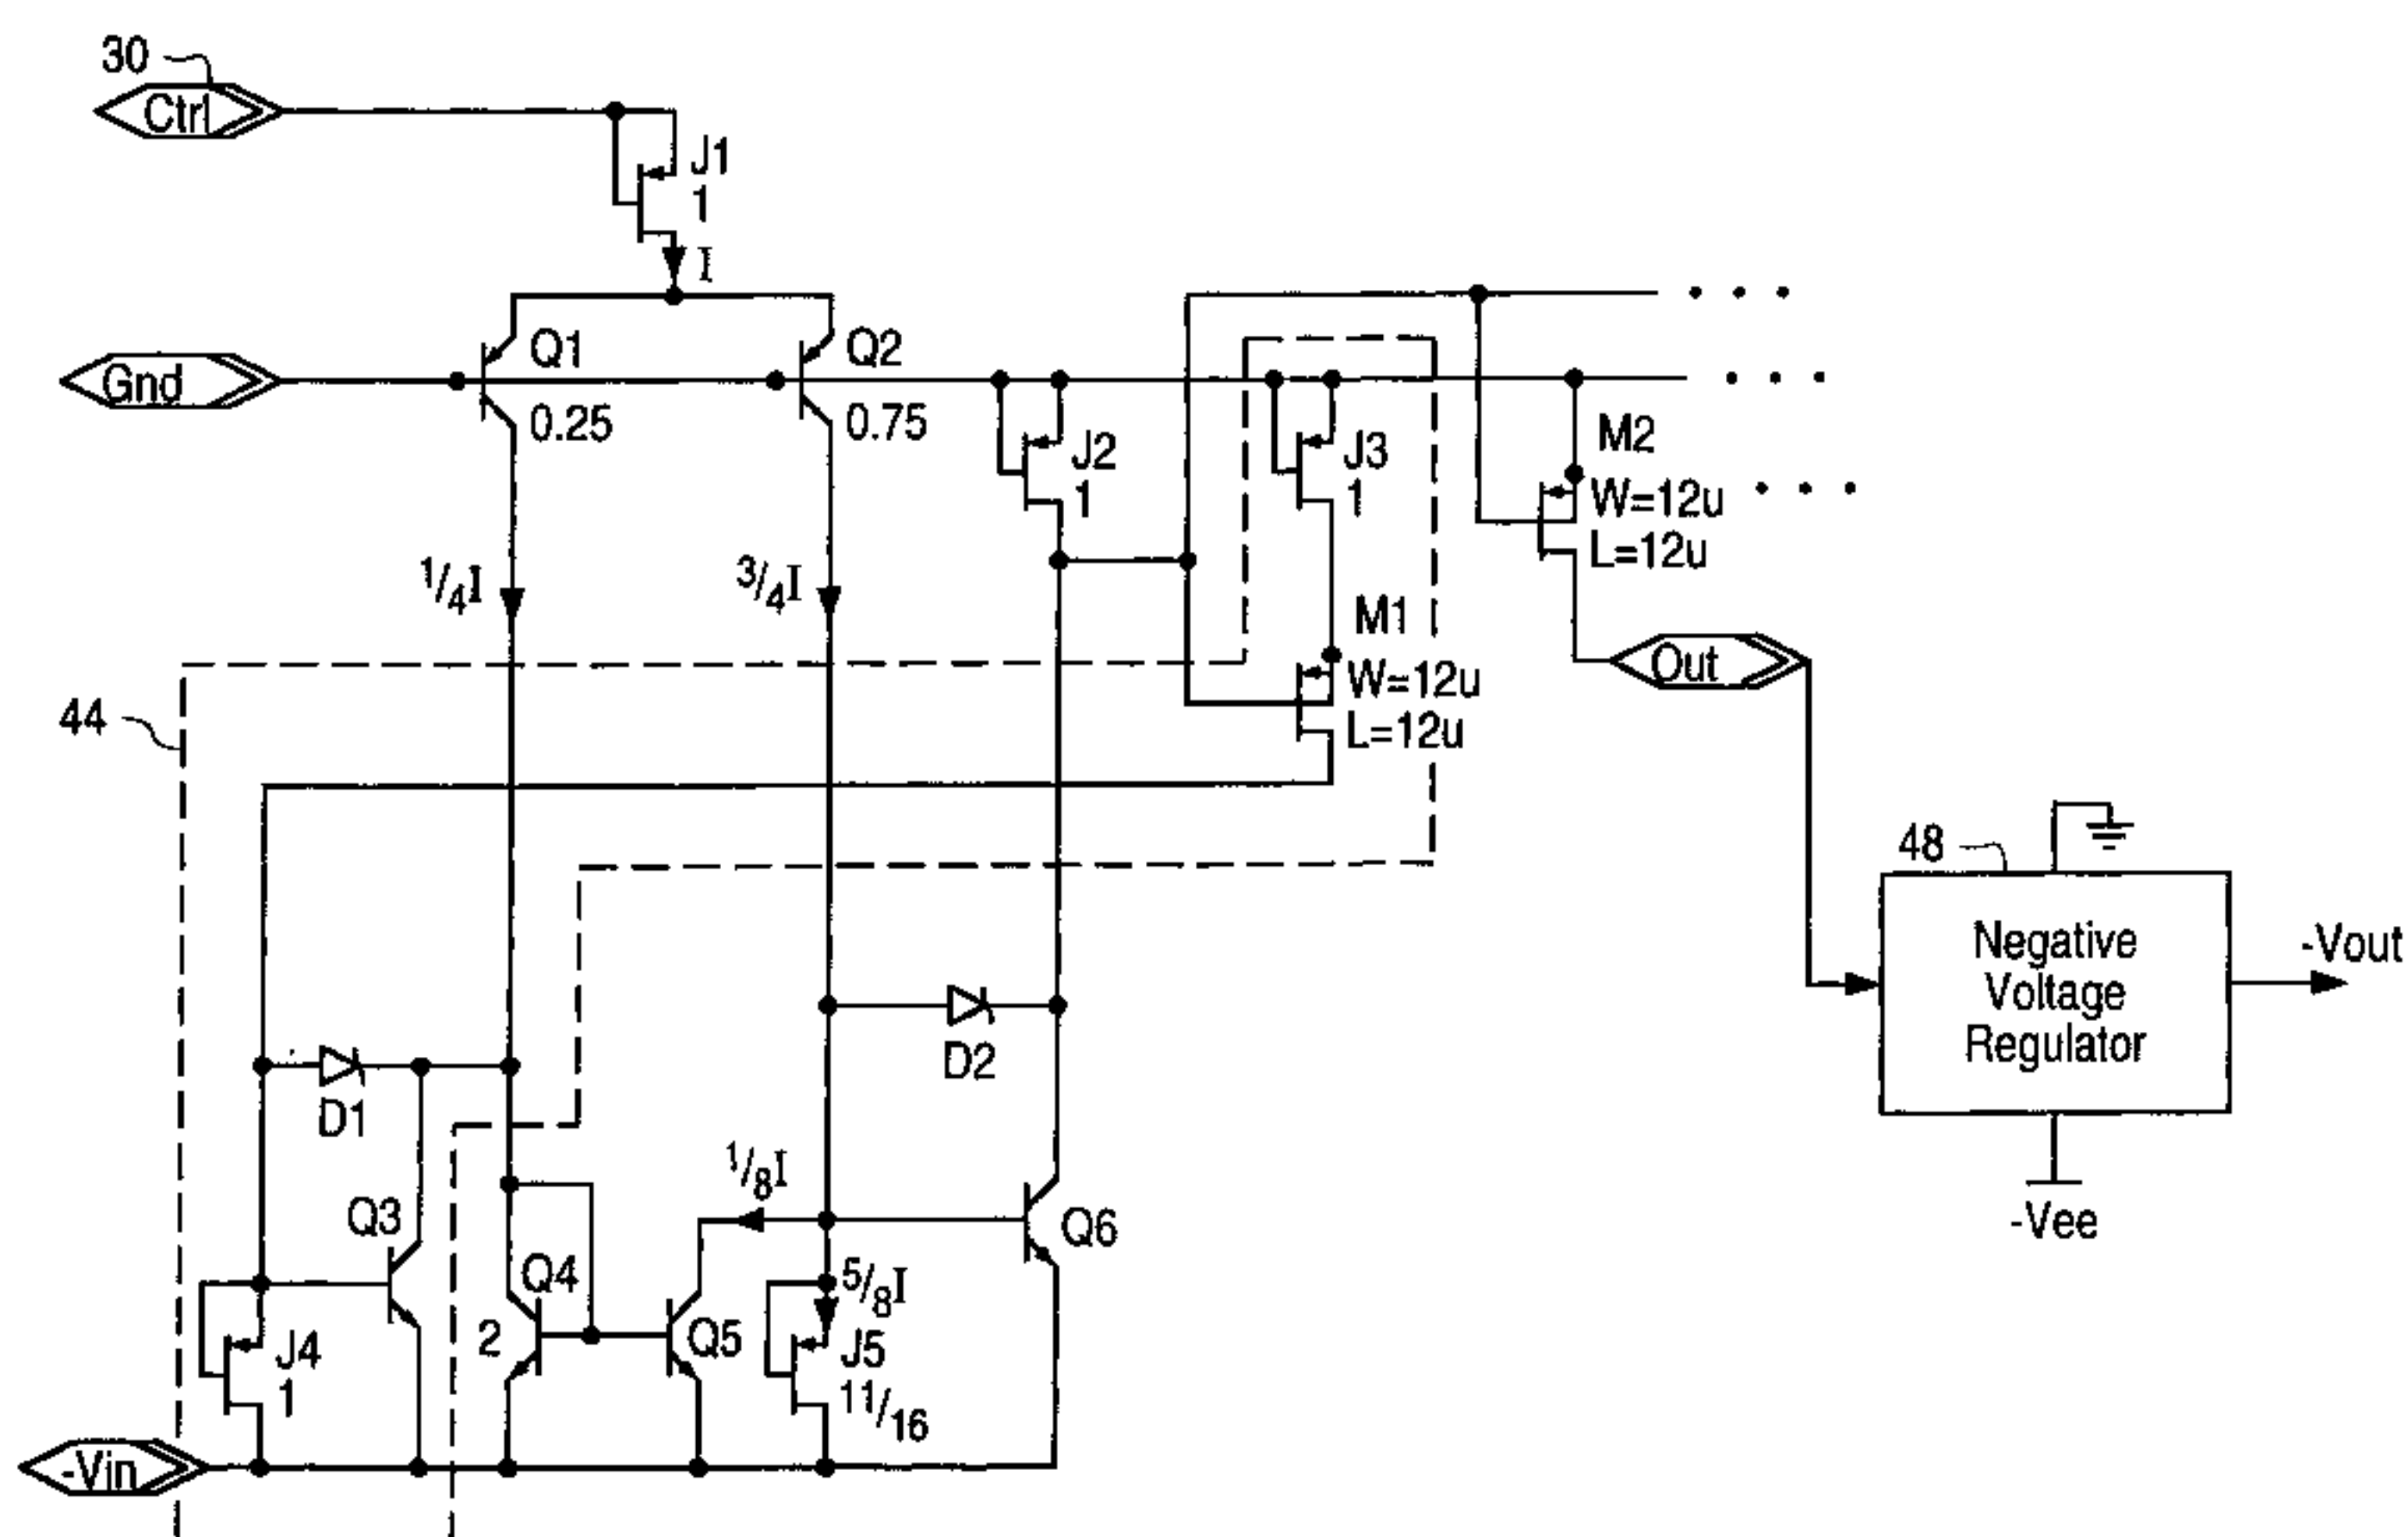 30
Ctrl
J1
1
I
Q1
Q2
Gnd
0.25
0.75
J2
1
J3
1
M2
W=12u
L=12u
1/4I
3/4I
M1
W=12u
L=12u
Out
44
48
Negative
Voltage
Regulator
-Vout
-Vee
D1
D2
1/8I
Q3
Q4
2
Q5
Q6
5/8I
J4
1
J5
11/16
-Vin